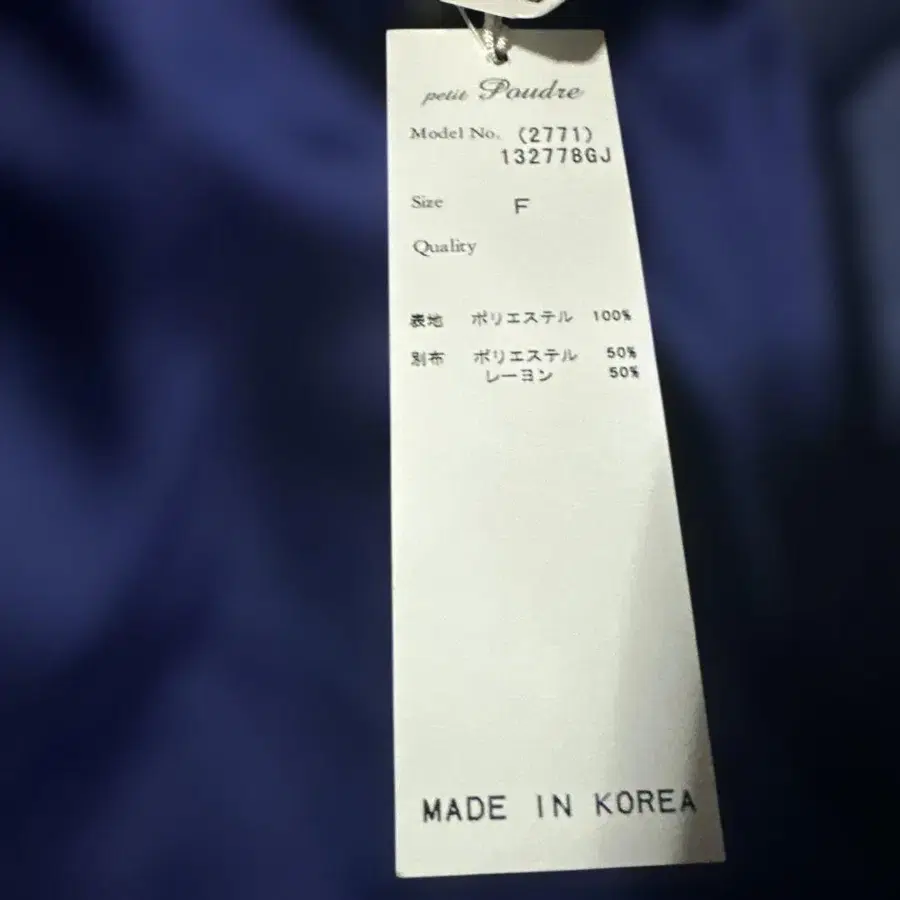 petit Poudre
Model No. (2771)
132778GJ
Size F
Quality
表地 ポリエステル 100%
別布 ポリエステル 50%
レーヨン 50%
MADE IN KOREA